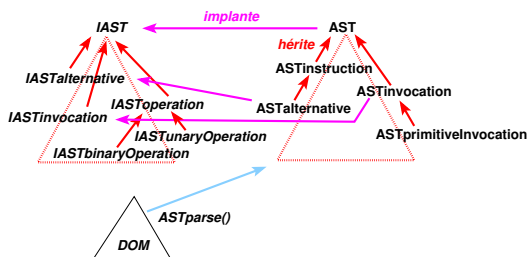 implante
IAST
AST
hérite
IASTalternative
ASTinstruction
IASToperation
ASTalternative
ASTinvocation
IASTinvocation
IASTunaryOperation
ASTprimitiveInvocation
IASTbinaryOperation
ASTparse()
DOM